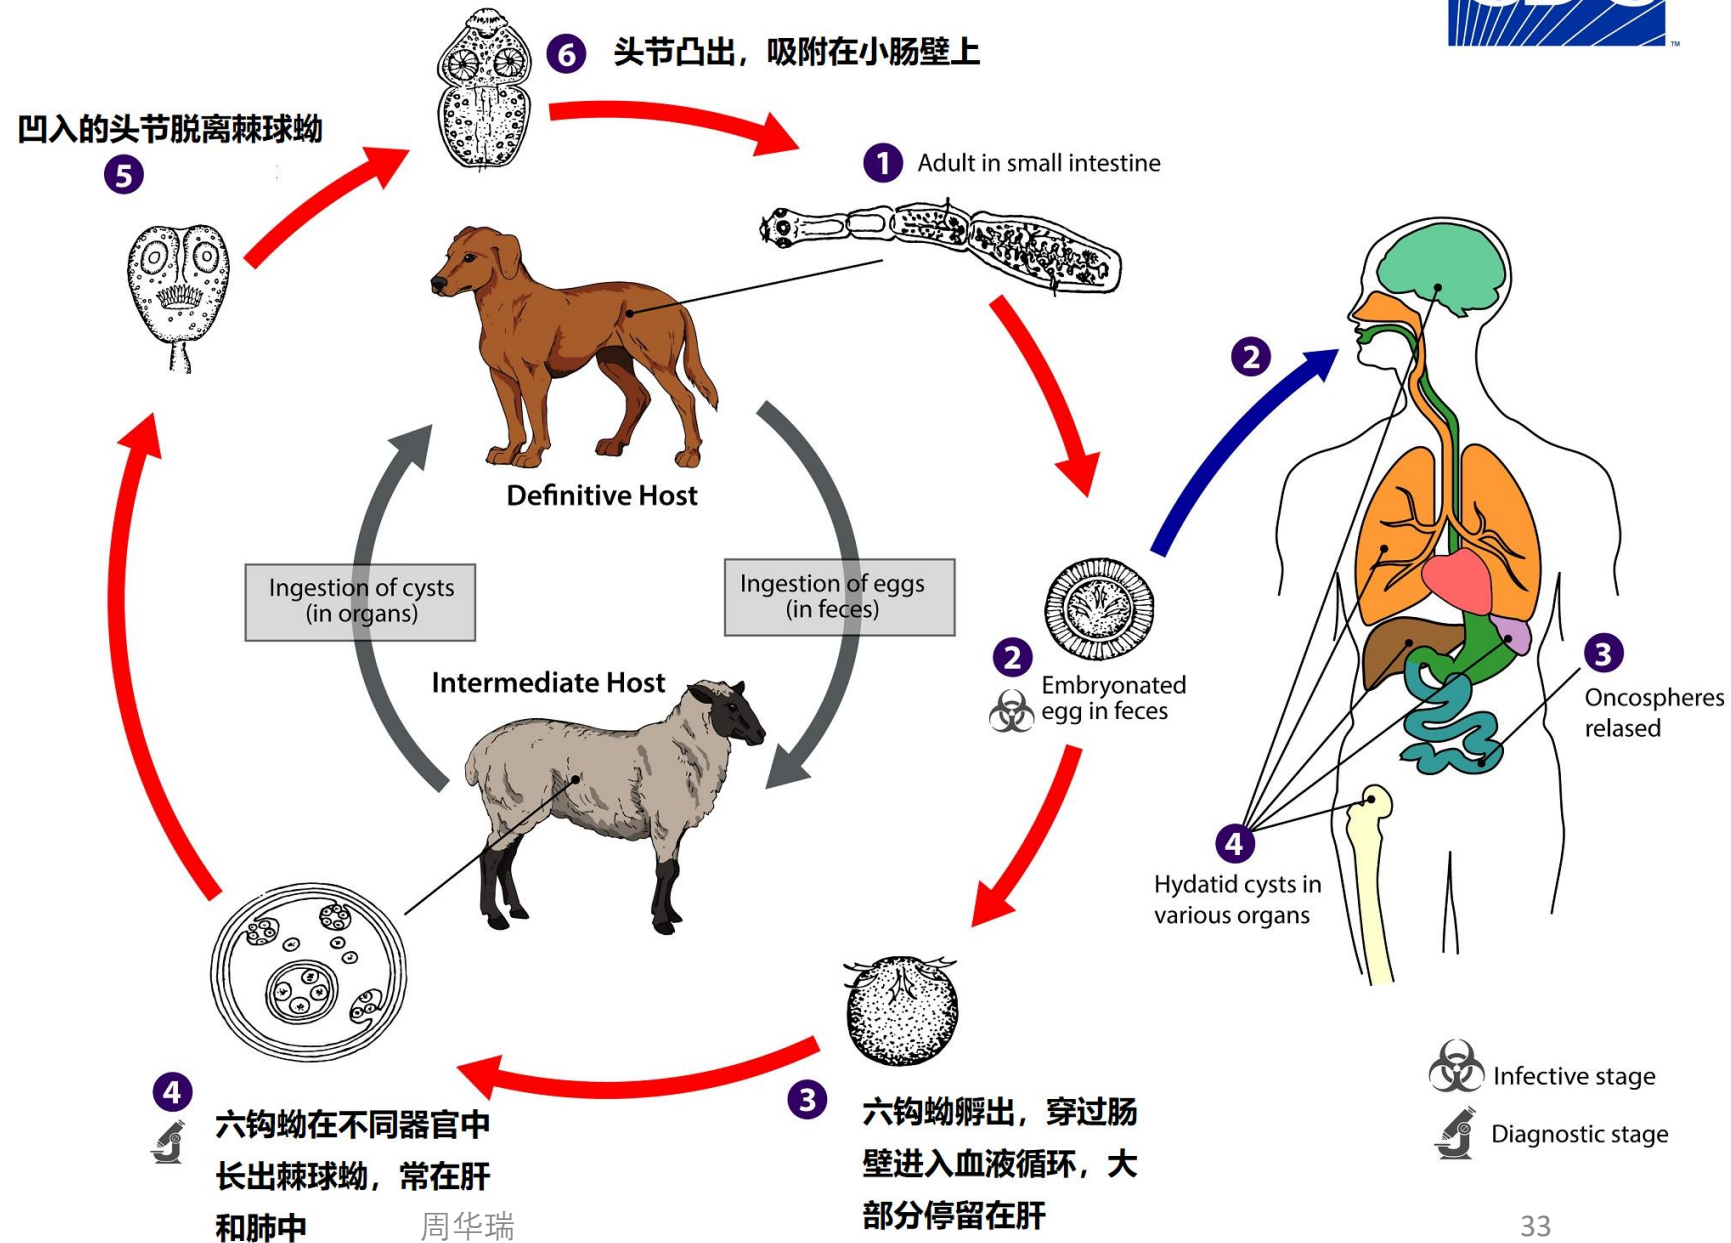 TM
6 头节凸出，吸附在小肠壁上
凹入的头节脱离棘球蚴
5
1 Adult in small intestine
2
Definitive Host
Ingestion of cysts
(in organs)
Ingestion of eggs
(in feces)
2
Embryonated
egg in feces
Intermediate Host
3
Oncospheres
relased
4
Hydatid cysts in
various organs
4
六钩蚴在不同器官中
长出棘球蚴，常在肝
和肺中
3
六钩蚴孵出，穿过肠
壁进入血液循环，大
部分停留在肝
Infective stage
Diagnostic stage
周华瑞
33